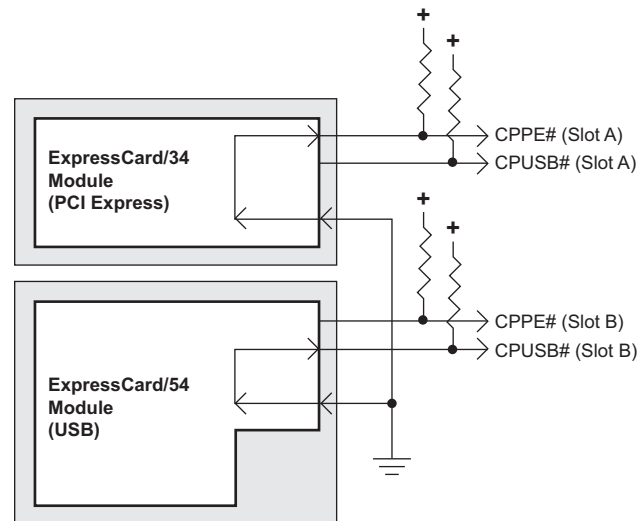 +
+
CPPE# (Slot A)
CPUSB# (Slot A)
ExpressCard/34
Module
(PCI Express)
+
+
CPPE# (Slot B)
CPUSB# (Slot B)
ExpressCard/54
Module
(USB)